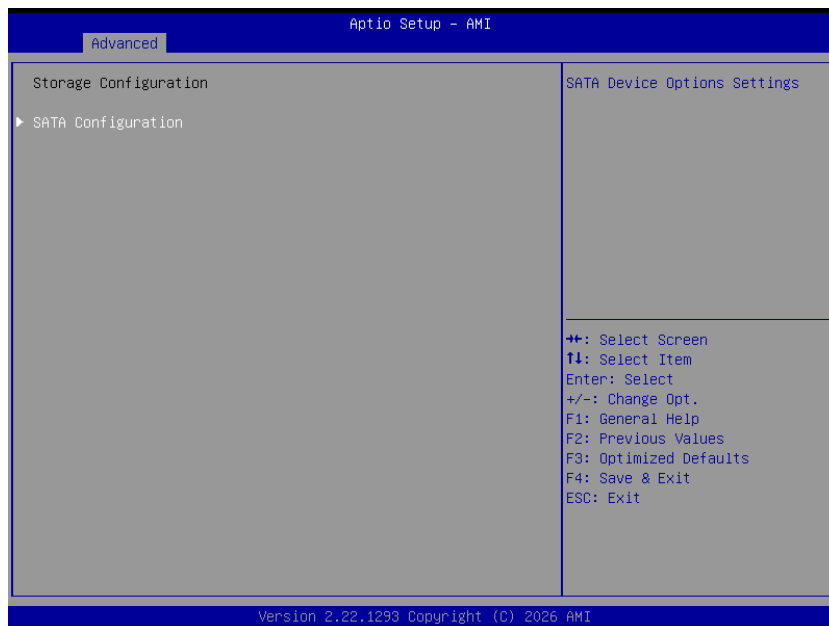 Aptio Setup – AMI
Advanced
Storage Configuration
SATA Configuration
SATA Device Options Settings
→←: Select Screen
↑↓: Select Item
Enter: Select
+/-: Change Opt.
F1: General Help
F2: Previous Values
F3: Optimized Defaults
F4: Save & Exit
ESC: Exit
Version 2.22.1293 Copyright (C) 2026 AMI